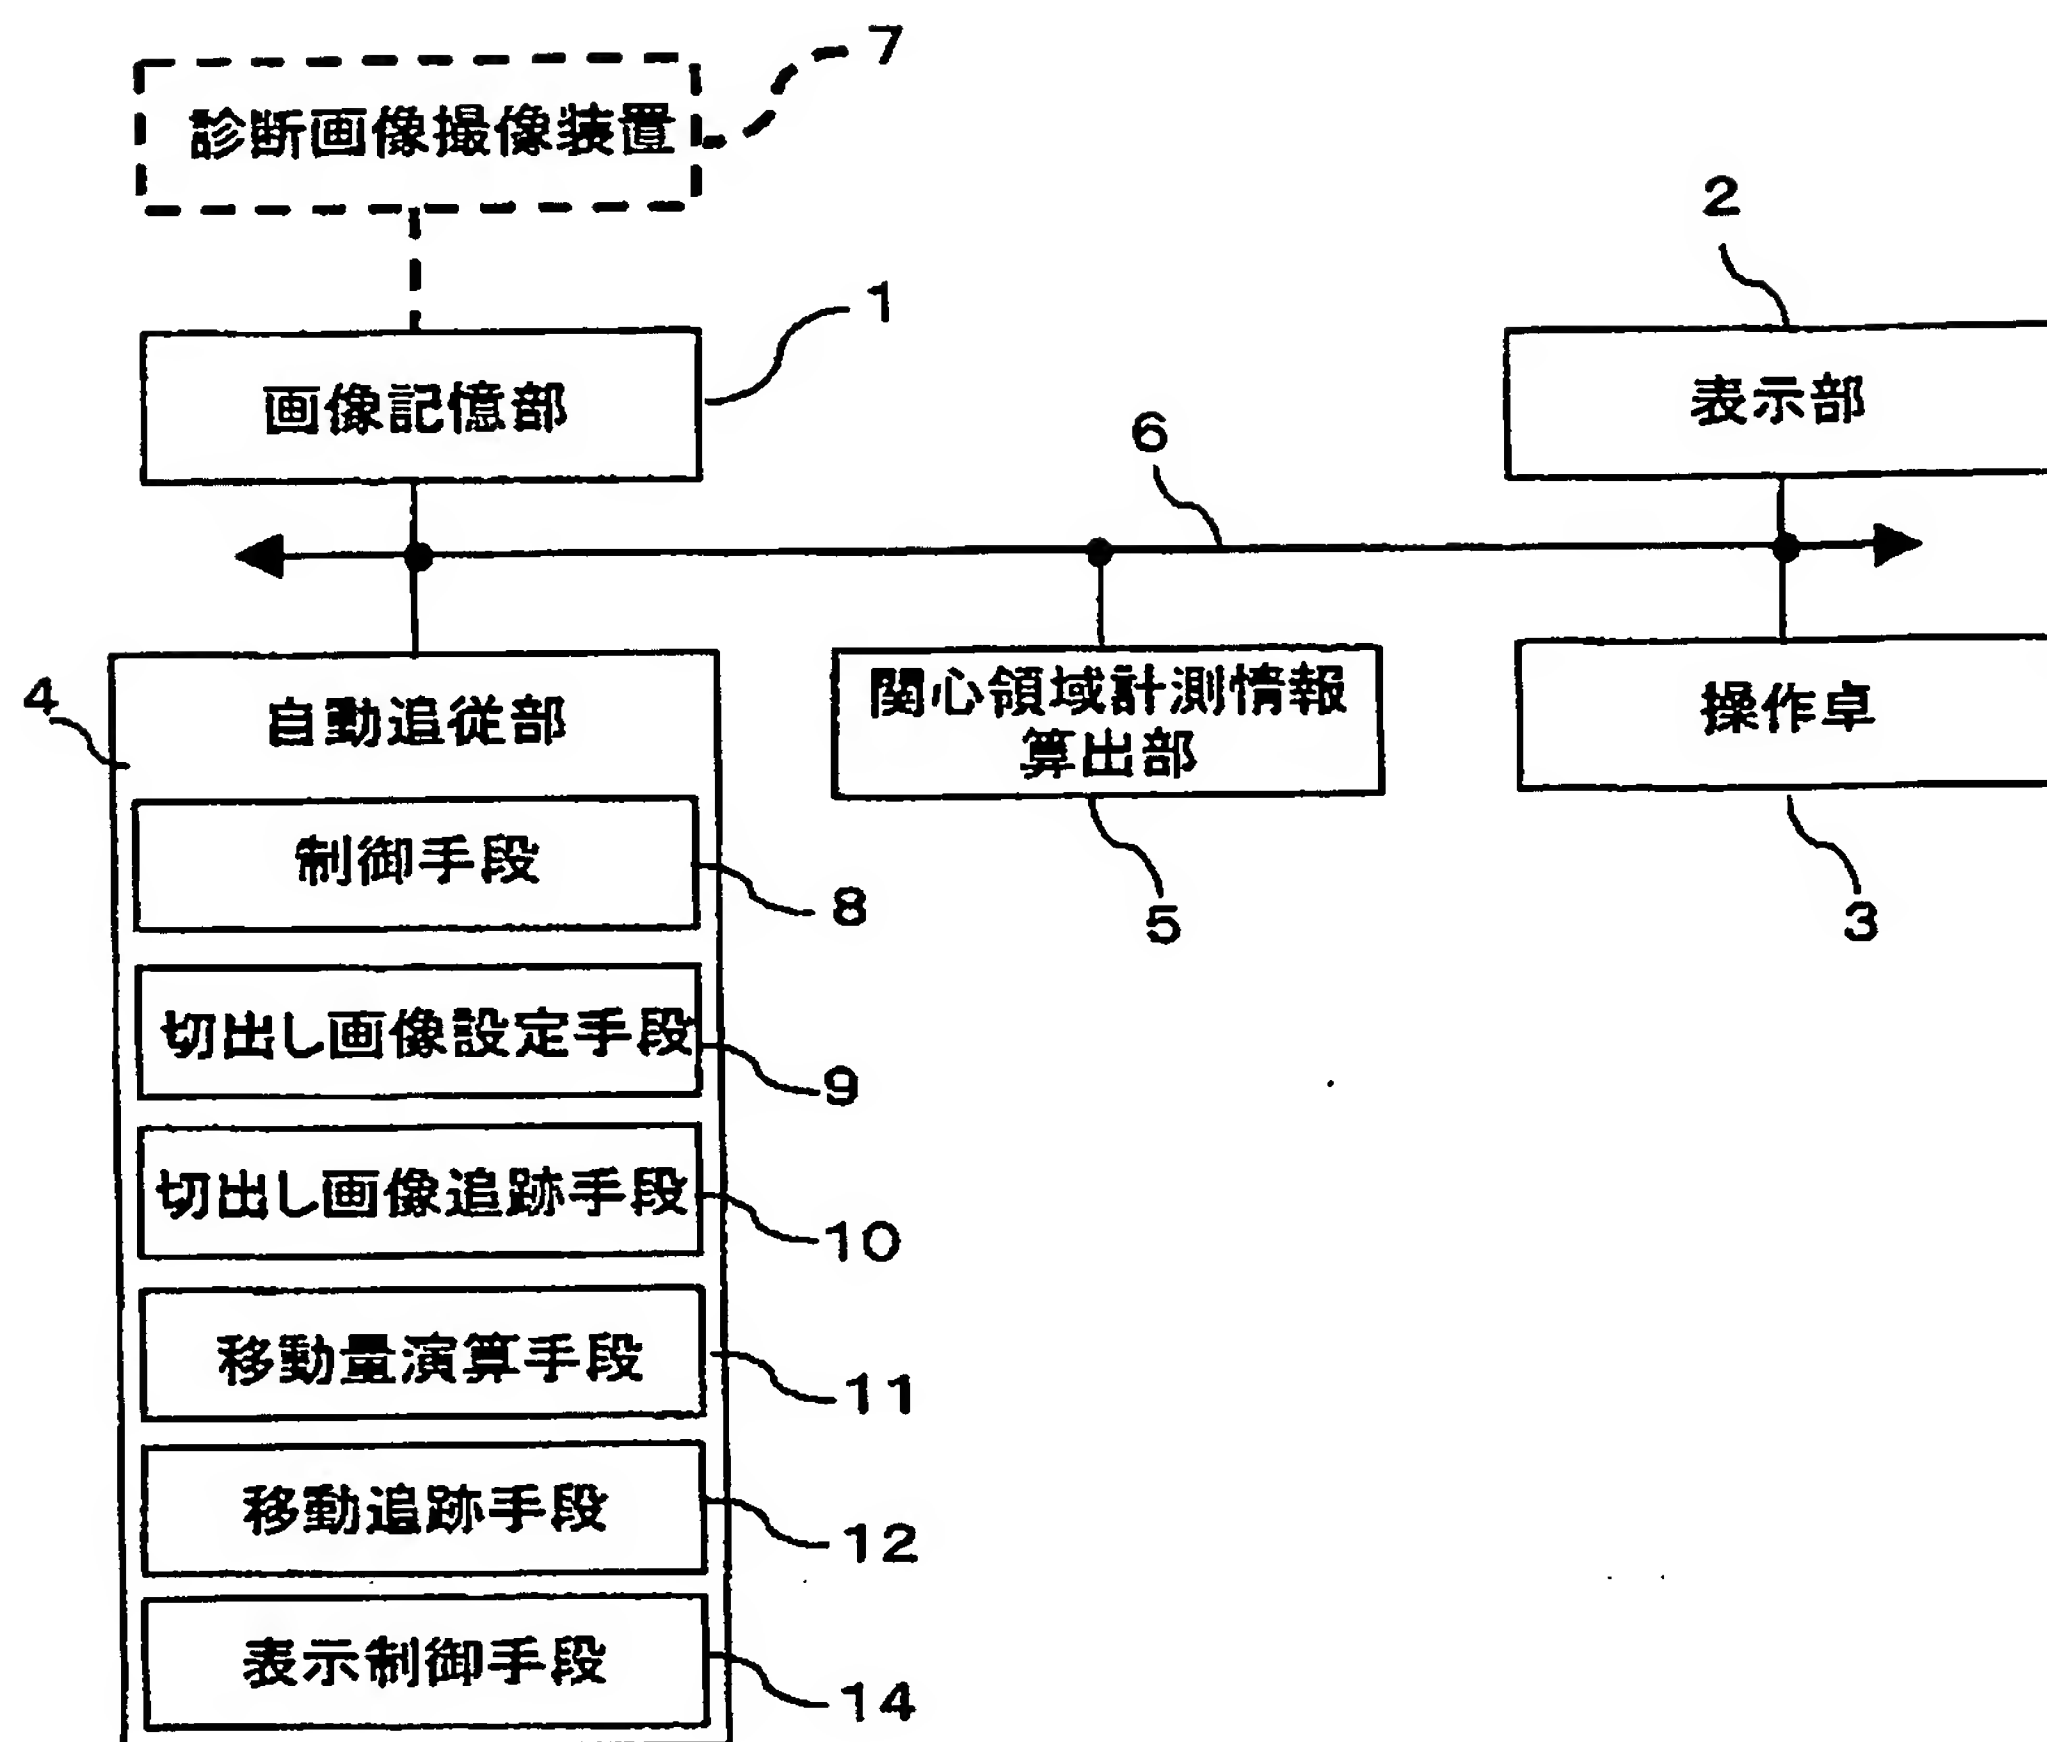 7
診断画像撮像装置
2
1
画像記憶部
表示部
6
4
自動追従部
関心領域計測情報
算出部
操作卓
制御手段
8
5
3
切出し画像設定手段
9
切出し画像追跡手段
10
移動量演算手段
11
移動追跡手段
12
表示制御手段
14